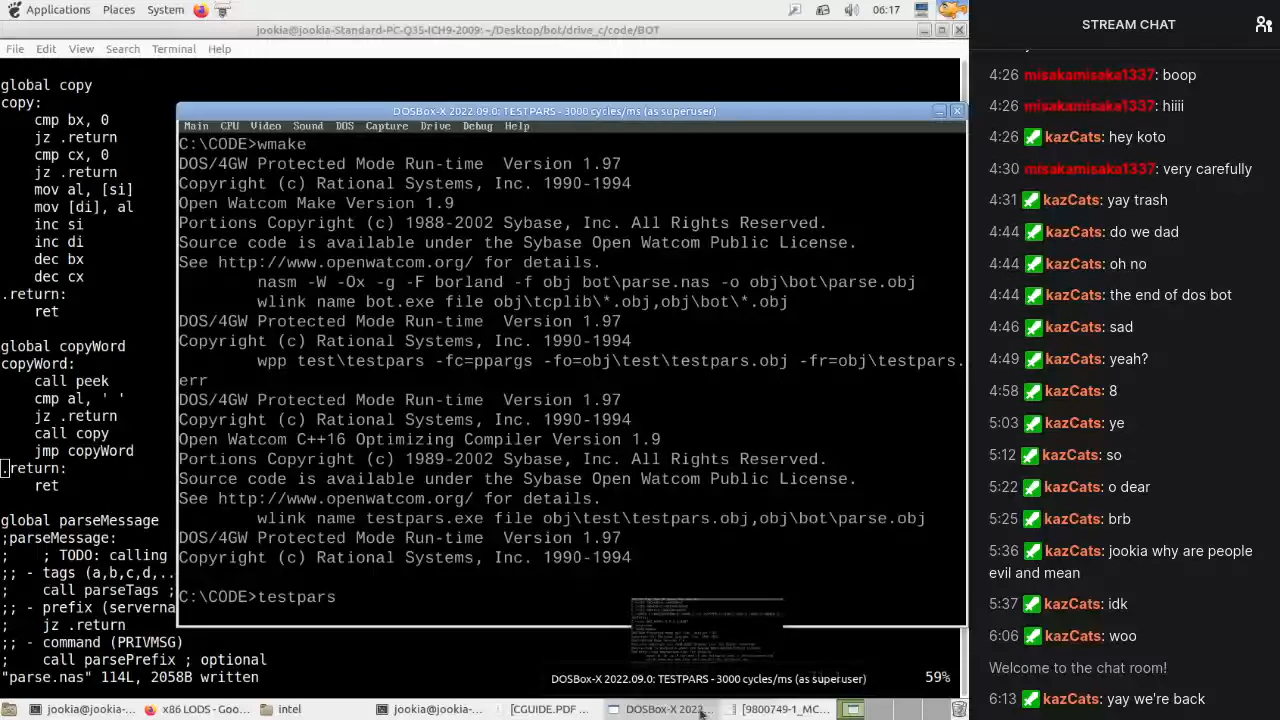 Applications Places System 06:17
jookia@jookia-Standard-PC-Q35-ICH9-2009: ~/Desktop/bot/drive_c/code/BOT
File Edit View Search Terminal Help
global copy
copy:
cmp bx, 0
jz .return
cmp cx, 0
jz .return
mov al, [si]
mov [di], al
inc si
inc di
dec bx
dec cx
.return:
ret
global copyWord
copyWord:
call peek
cmp al, ' '
jz .return
call copy
jmp copyWord
.return:
ret
global parseMessage
;parseMessage:
; ; TODO: calling
;; - tags (a,b,c,d,..
; call parseTags ;
;; - prefix (serverna
; jz .return
;; - command (PRIVMSG)
; call parsePrefix ; optional
"parse.nas" 114L, 2058B written 59%
DOSBox-X 2022.09.0: TESTPARS - 3000 cycles/ms (as superuser)
Main CPU Video Sound DOS Capture Drive Debug Help
C:\CODE>wmake
DOS/4GW Protected Mode Run-time Version 1.97
Copyright (c) Rational Systems, Inc. 1990-1994
Open Watcom Make Version 1.9
Portions Copyright (c) 1988-2002 Sybase, Inc. All Rights Reserved.
Source code is available under the Sybase Open Watcom Public License.
See http://www.openwatcom.org/ for details.
nasm -W -Ox -g -F borland -f obj bot\parse.nas -o obj\bot\parse.obj
wlink name bot.exe file obj\tcplib\*.obj,obj\bot\*.obj
DOS/4GW Protected Mode Run-time Version 1.97
Copyright (c) Rational Systems, Inc. 1990-1994
wpp test\testpars -fc=ppargs -fo=obj\test\testpars.obj -fr=obj\testpars.
err
DOS/4GW Protected Mode Run-time Version 1.97
Copyright (c) Rational Systems, Inc. 1990-1994
Open Watcom C++16 Optimizing Compiler Version 1.9
Portions Copyright (c) 1989-2002 Sybase, Inc. All Rights Reserved.
Source code is available under the Sybase Open Watcom Public License.
See http://www.openwatcom.org/ for details.
wlink name testpars.exe file obj\test\testpars.obj,obj\bot\parse.obj
DOS/4GW Protected Mode Run-time Version 1.97
Copyright (c) Rational Systems, Inc. 1990-1994
C:\CODE>testpars
DOSBox-X 2022.09.0: TESTPARS - 3000 cycles/ms (as superuser)
jookia@jookia-... x86 LODS - Goo... intel jookia@jookia-... [CGUIDE.PDF ... DOSBox-X 2022.... [9800749-1_MC...
STREAM CHAT
4:26 misakamisaka1337: boop
4:26 misakamisaka1337: hiiii
4:26 kazCats: hey koto
4:30 misakamisaka1337: very carefully
4:31 kazCats: yay trash
4:44 kazCats: do we dad
4:44 kazCats: oh no
4:44 kazCats: the end of dos bot
4:46 kazCats: sad
4:49 kazCats: yeah?
4:58 kazCats: 8
5:03 kazCats: ye
5:12 kazCats: so
5:22 kazCats: o dear
5:25 kazCats: brb
5:36 kazCats: jookia why are people
evil and mean
5:37 kazCats: irk
6:08 kazCats: woo
Welcome to the chat room!
6:13 kazCats: yay we're back